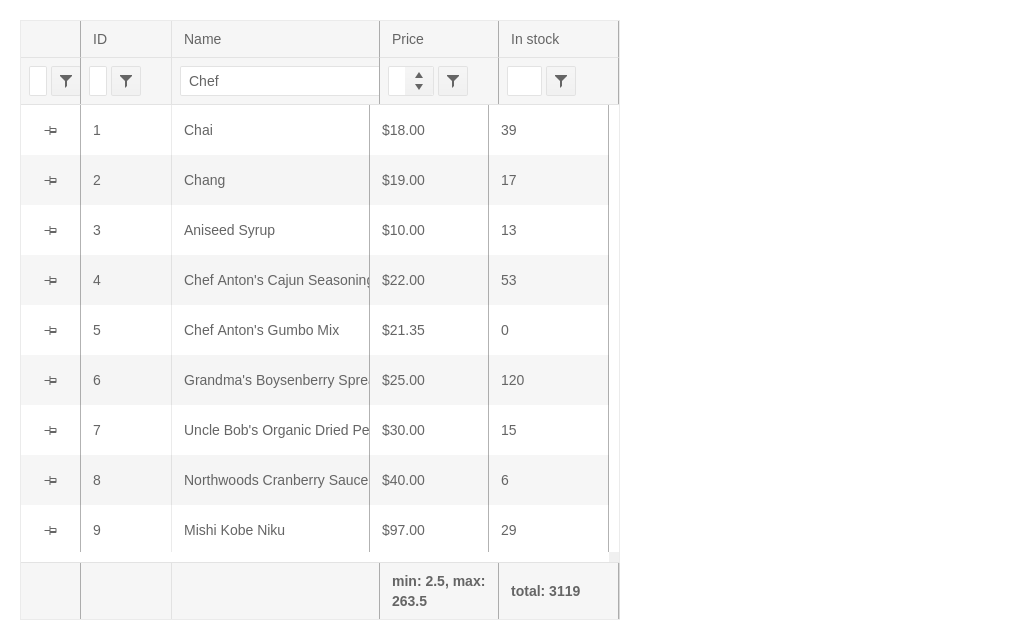 ID Name Price In stock
Chef
1 Chai $18.00 39
2 Chang $19.00 17
3 Aniseed Syrup $10.00 13
4 Chef Anton's Cajun Seasoning $22.00 53
5 Chef Anton's Gumbo Mix $21.35 0
6 Grandma's Boysenberry Spre $25.00 120
7 Uncle Bob's Organic Dried Pe $30.00 15
8 Northwoods Cranberry Sauce $40.00 6
9 Mishi Kobe Niku $97.00 29
min: 2.5, max: 263.5 total: 3119